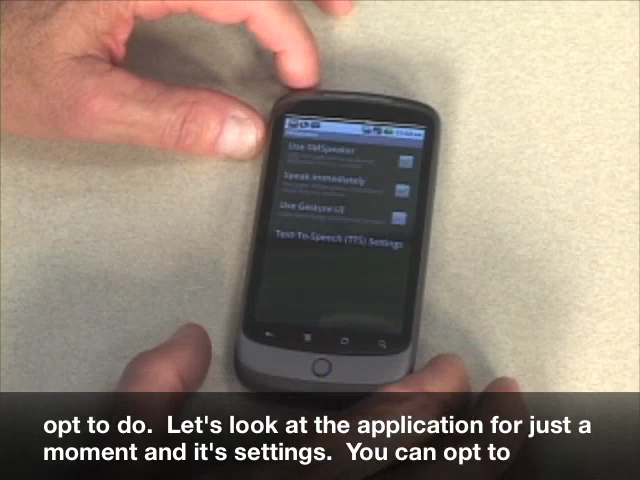 Use SMSpeaker
Speak immediately
Use Gesture UI
Text-To-Speech (TTS) Settings
opt to do.  Let's look at the application for just a
moment and it's settings.  You can opt to